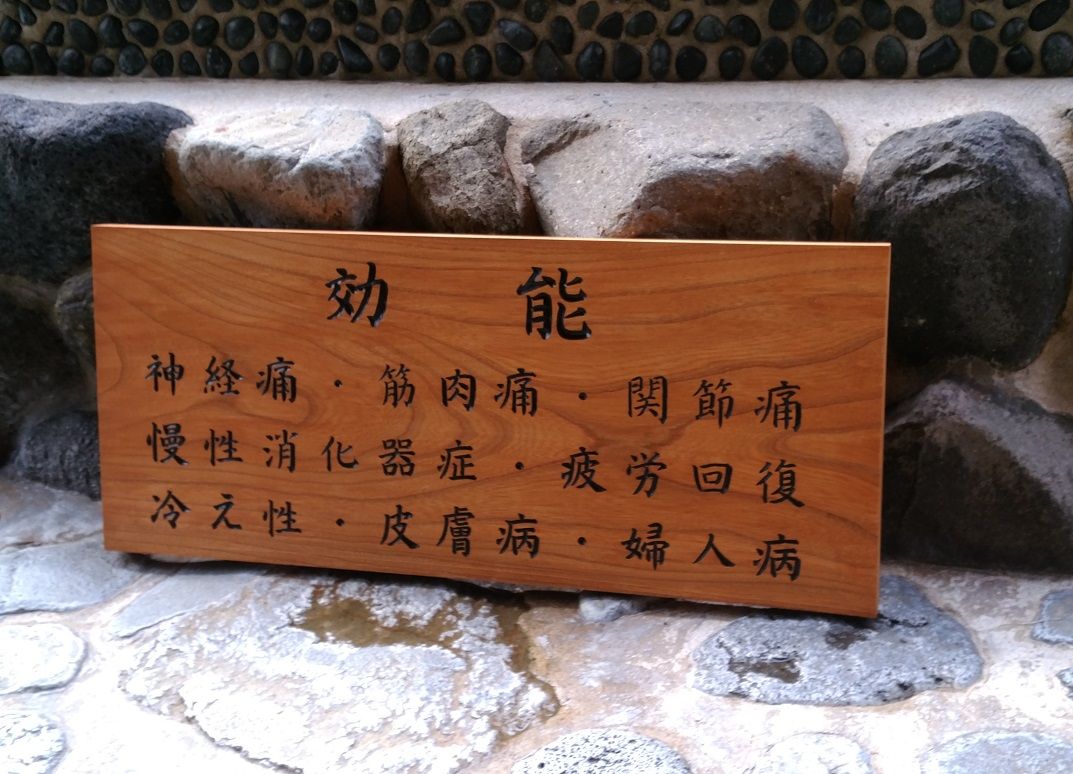 効能
神経痛・筋肉痛・関節痛
慢性消化器症・疲労回復
冷え性・皮膚病・婦人病